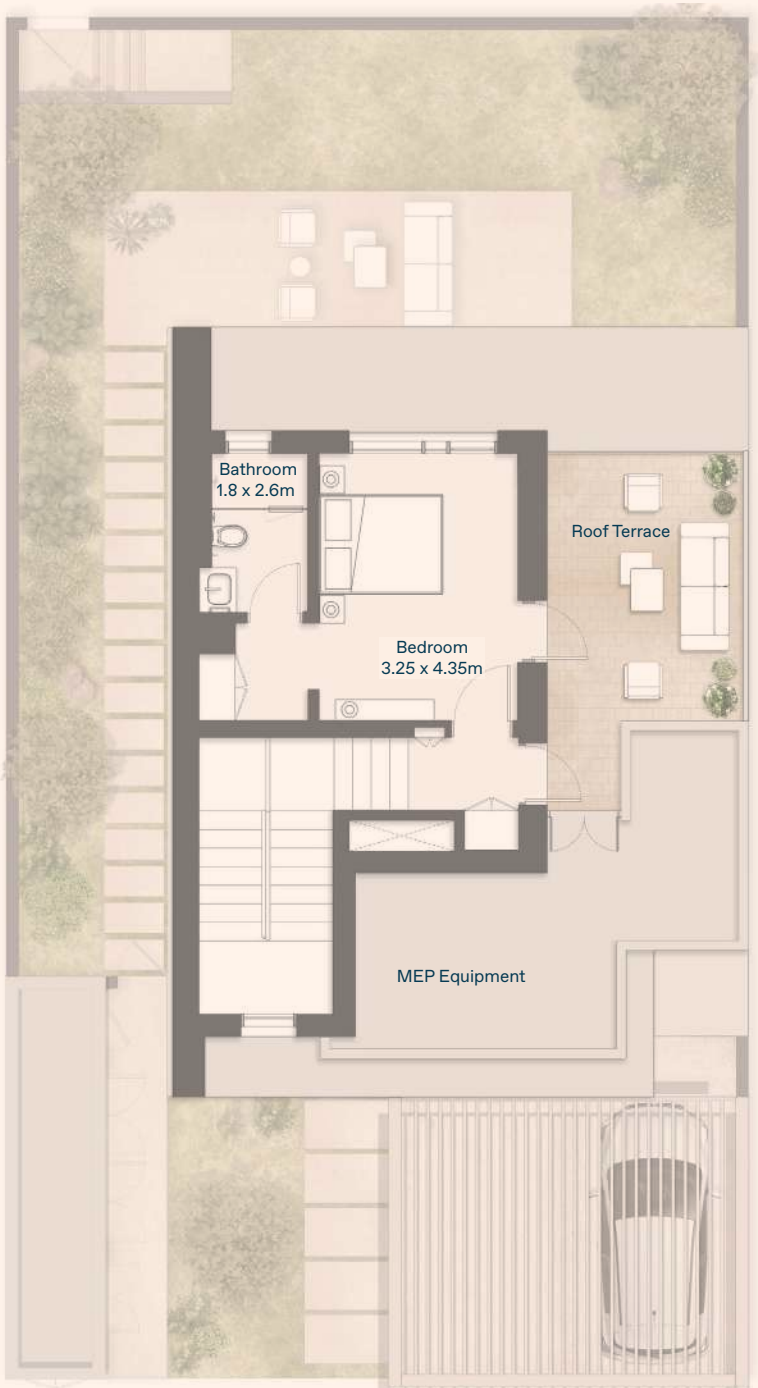 Bathroom
1.8 x 2.6m
Roof Terrace
Bedroom
3.25 x 4.35m
MEP Equipment